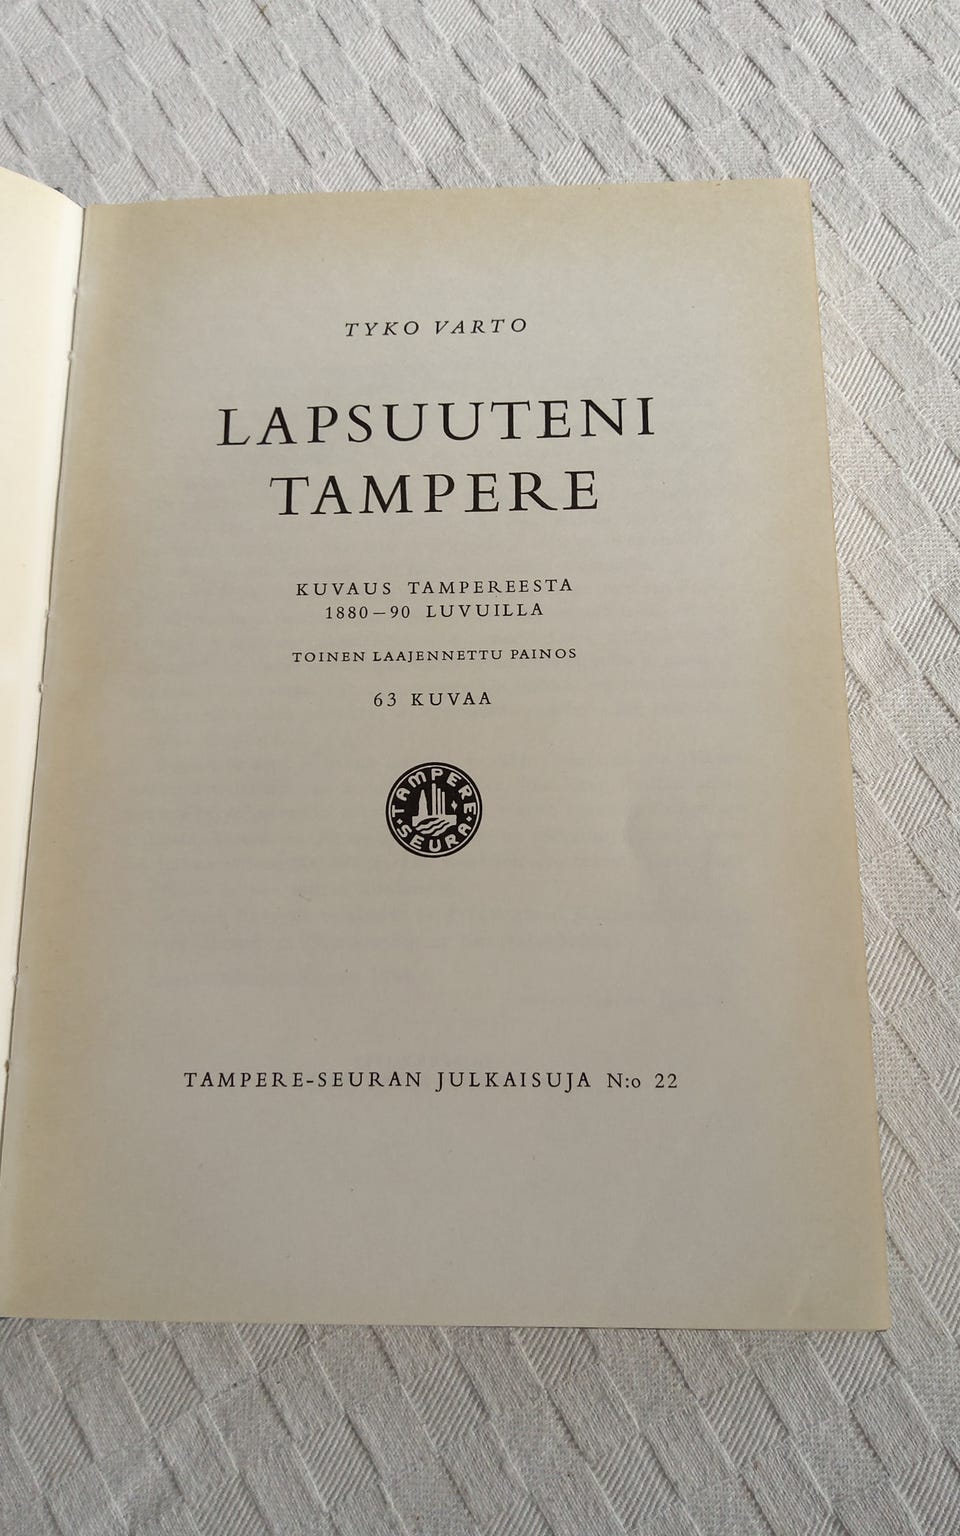 TYKO VARTO
LAPSUUTENI
TAMPERE
KUVAUS TAMPEREESTA
1880–90 LUVUILLA
TOINEN LAAJENNETTU PAINOS
63 KUVAA
TAMPERE
SEURA
TAMPERE-SEURAN JULKAISUJA N:o 22